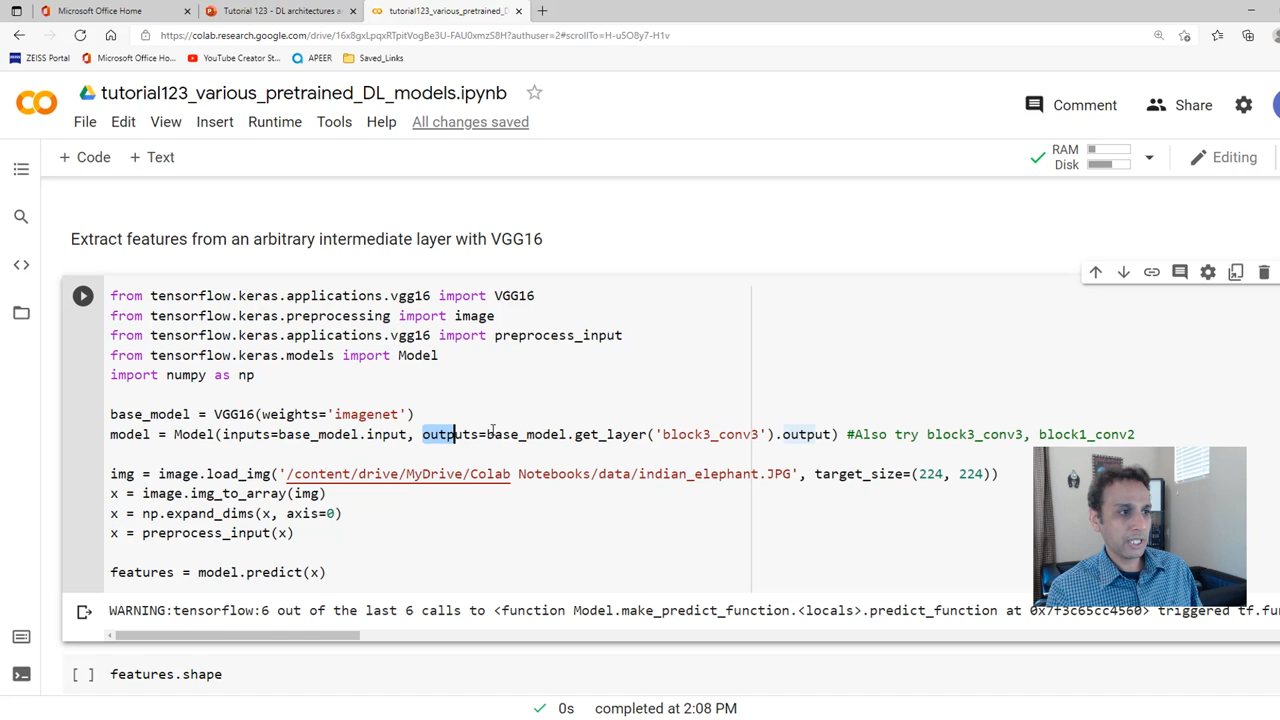 Microsoft Office Home
Tutorial 123 - DL architectures a
tutorial123_various_pretrained_D
https://colab.research.google.com/drive/16x8gxLpqxRTpitVogBe3U-FAU0xmzS8H?authuser=2#scrollTo=H-u5O8y7-H1v
ZEISS Portal
Microsoft Office Ho...
YouTube Creator St...
APEER
Saved_Links
tutorial123_various_pretrained_DL_models.ipynb
Comment
Share
File Edit View Insert Runtime Tools Help All changes saved
+ Code + Text
RAM
Disk
Editing
Extract features from an arbitrary intermediate layer with VGG16
from tensorflow.keras.applications.vgg16 import VGG16
from tensorflow.keras.preprocessing import image
from tensorflow.keras.applications.vgg16 import preprocess_input
from tensorflow.keras.models import Model
import numpy as np
base_model = VGG16(weights='imagenet')
model = Model(inputs=base_model.input, outputs=base_model.get_layer('block3_conv3').output) #Also try block3_conv3, block1_conv2
img = image.load_img('/content/drive/MyDrive/Colab Notebooks/data/indian_elephant.JPG', target_size=(224, 224))
x = image.img_to_array(img)
x = np.expand_dims(x, axis=0)
x = preprocess_input(x)
features = model.predict(x)
WARNING:tensorflow:6 out of the last 6 calls to <function Model.make_predict_function.<locals>.predict_function at 0x7f3c65cc4560> triggered tf.fu
[ ] features.shape
0s completed at 2:08 PM